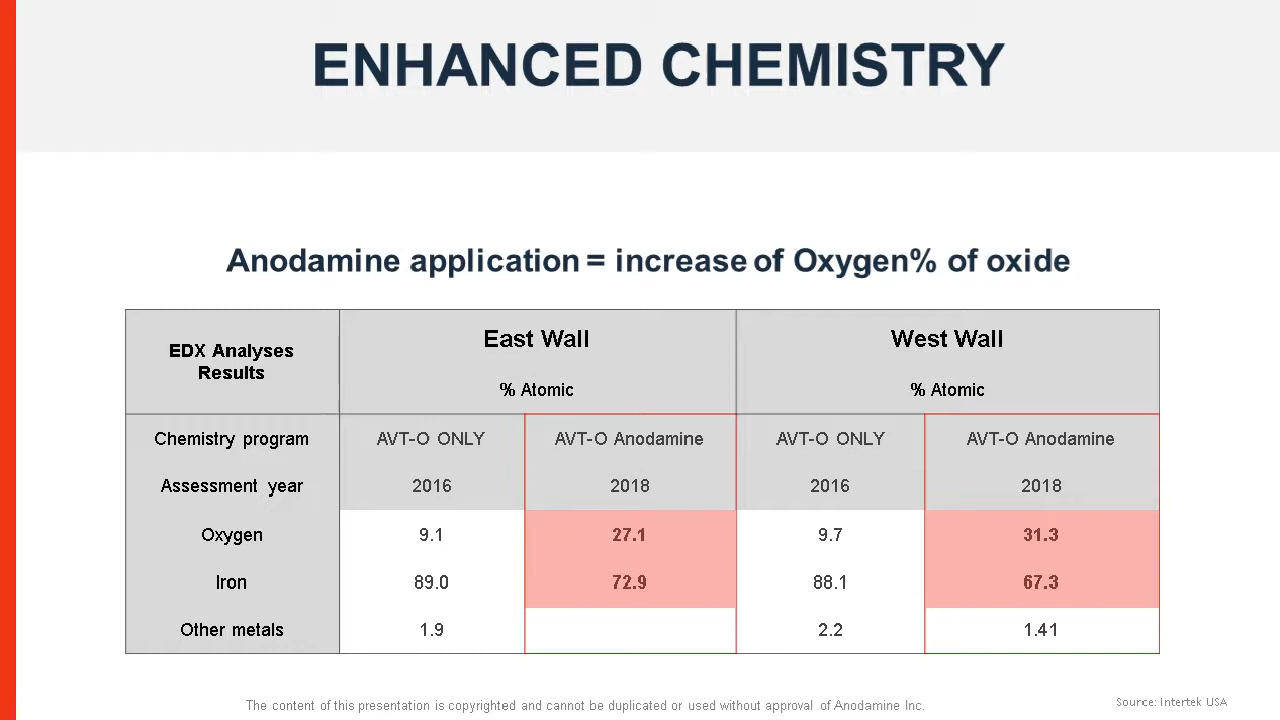 ENHANCED CHEMISTRY
Anodamine application = increase of Oxygen% of oxide
EDX Analyses
Results
East Wall
% Atomic
West Wall
% Atomic
Chemistry program AVT-O ONLY AVT-O Anodamine AVT-O ONLY AVT-O Anodamine
Assessment year 2016 2018 2016 2018
Oxygen 9.1 27.1 9.7 31.3
Iron 89.0 72.9 88.1 67.3
Other metals 1.9 2.2 1.41
The content of this presentation is copyrighted and cannot be duplicated or used without approval of Anodamine Inc.
Source: Intertek USA